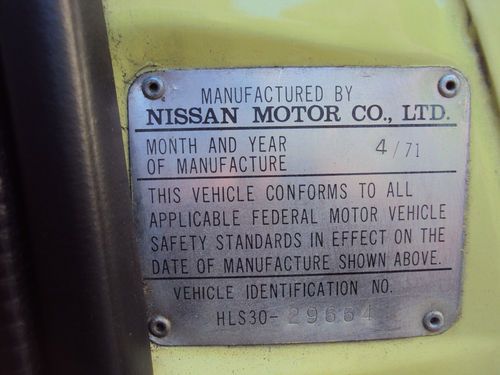 MANUFACTURED BY
NISSAN MOTOR CO., LTD.
MONTH AND YEAR
OF MANUFACTURE
4/71
THIS VEHICLE CONFORMS TO ALL
APPLICABLE FEDERAL MOTOR VEHICLE
SAFETY STANDARDS IN EFFECT ON THE
DATE OF MANUFACTURE SHOWN ABOVE.
VEHICLE IDENTIFICATION NO.
HLS30-29664